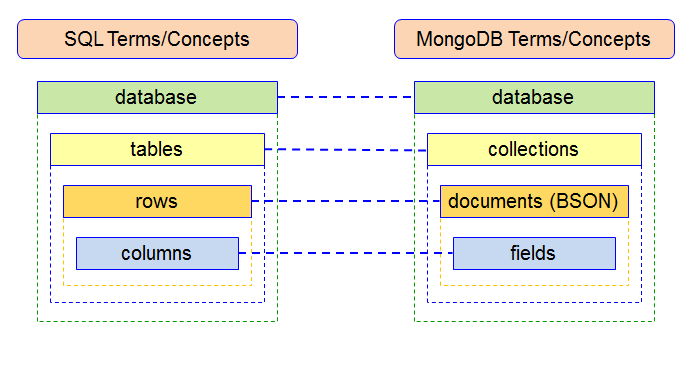 SQL Terms/Concepts
MongoDB Terms/Concepts
database
database
tables
collections
rows
documents (BSON)
columns
fields